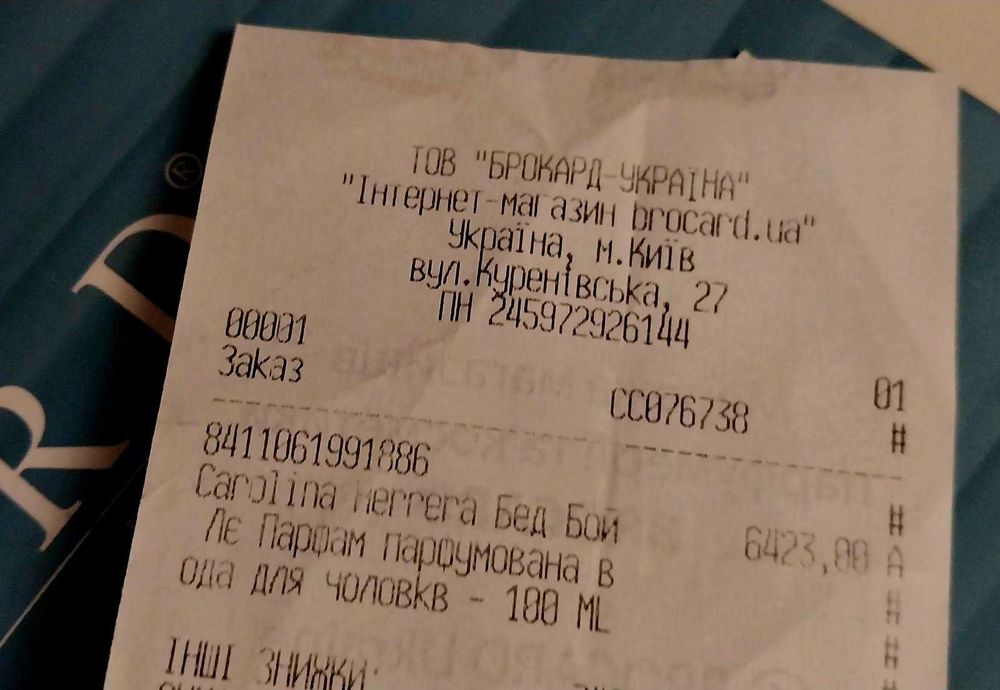 R D ®
ТОВ "БРОКАРД-УКРАЇНА"
"Інтернет-магазин brocard.ua"
Україна, м.Київ
вул.Куренівська, 27
ПН 245972926144
00001 01
Заказ CC076738 #
8411061991886 #
Carolina Herrera Бед Бой 6423,00 А
Лє Парфам парфумована в #
ода для чоловкв - 100 ML #
ІНШІ ЗНИЖКИ: #